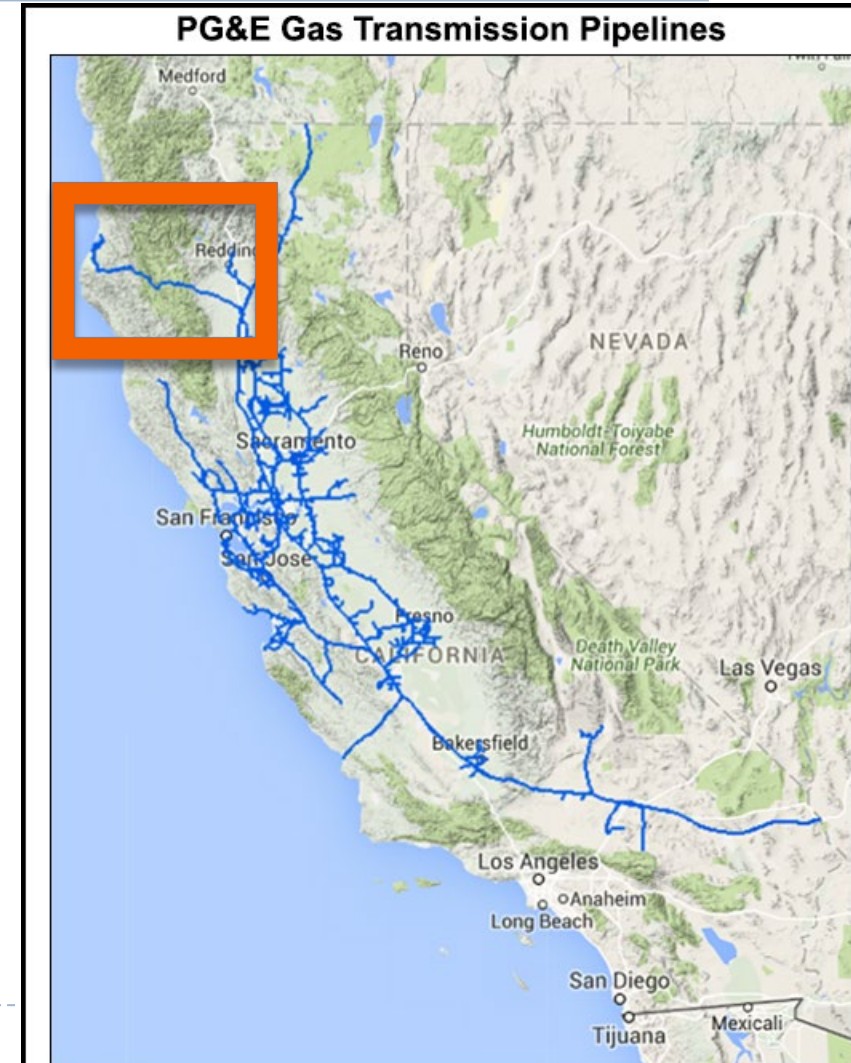 PG&E Gas Transmission Pipelines
Medford
Redding
Reno
NEVADA
Sacramento
Humboldt-Toiyabe
National Forest
San Francisco
San Jose
Fresno
CALIFORNIA
Death Valley
National Park
Las Vegas
Bakersfield
Los Angeles
Anaheim
Long Beach
San Diego
Tijuana
Mexicali